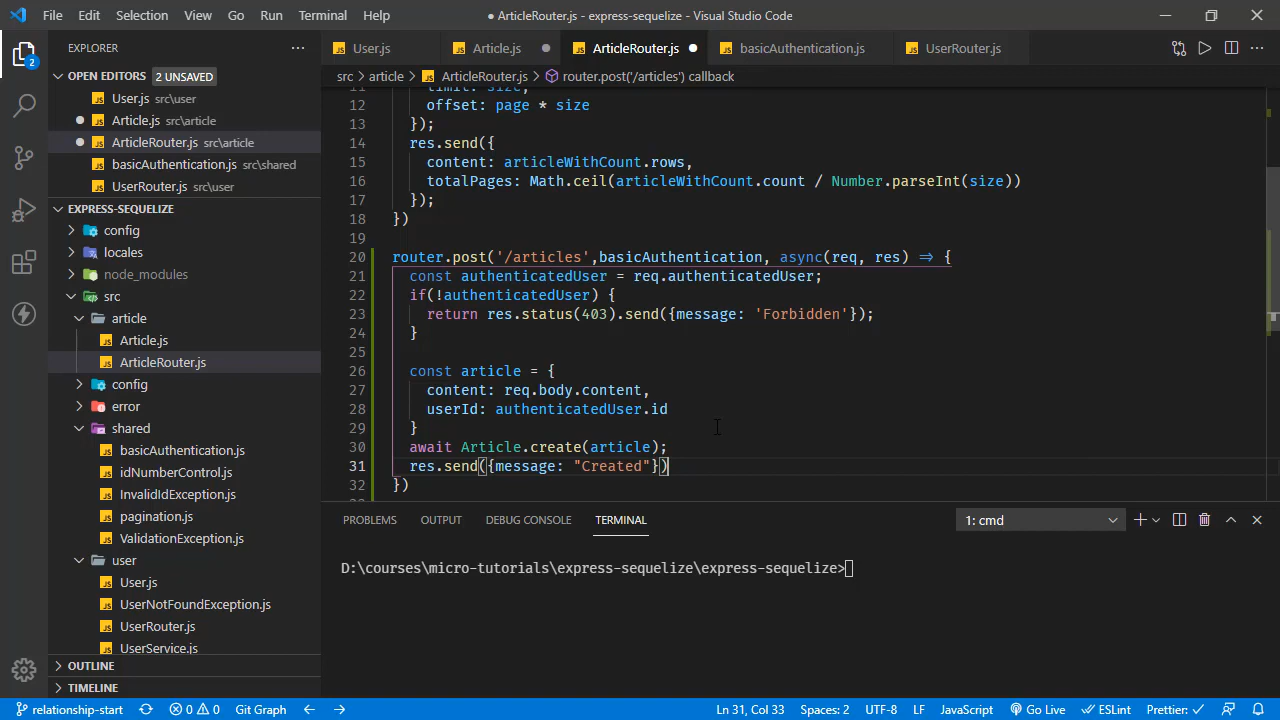 File Edit Selection View Go Run Terminal Help
● ArticleRouter.js - express-sequelize - Visual Studio Code
2
EXPLORER
OPEN EDITORS 2 UNSAVED
User.js src\user
Article.js src\article
ArticleRouter.js src\article
basicAuthentication.js src\shared
UserRouter.js src\user
EXPRESS-SEQUELIZE
config
locales
node_modules
src
article
Article.js
ArticleRouter.js
config
error
shared
basicAuthentication.js
idNumberControl.js
InvalidIdException.js
pagination.js
ValidationException.js
user
User.js
UserNotFoundException.js
UserRouter.js
UserService.js
OUTLINE
TIMELINE
User.js Article.js ArticleRouter.js basicAuthentication.js UserRouter.js
src > article > ArticleRouter.js > router.post('/articles') callback
11 limit: size,
12 offset: page * size
13 });
14 res.send({
15 content: articleWithCount.rows,
16 totalPages: Math.ceil(articleWithCount.count / Number.parseInt(size))
17 });
18 })
19
20 router.post('/articles',basicAuthentication, async(req, res) => {
21 const authenticatedUser = req.authenticatedUser;
22 if(!authenticatedUser) {
23 return res.status(403).send({message: 'Forbidden'});
24 }
25
26 const article = {
27 content: req.body.content,
28 userId: authenticatedUser.id
29 }
30 await Article.create(article);
31 res.send({message: "Created"})
32 })
PROBLEMS OUTPUT DEBUG CONSOLE TERMINAL
1: cmd
D:\courses\micro-tutorials\express-sequelize\express-sequelize>
relationship-start 0 0 Git Graph
Ln 31, Col 33 Spaces: 2 UTF-8 LF JavaScript Go Live ESLint Prettier: ✓